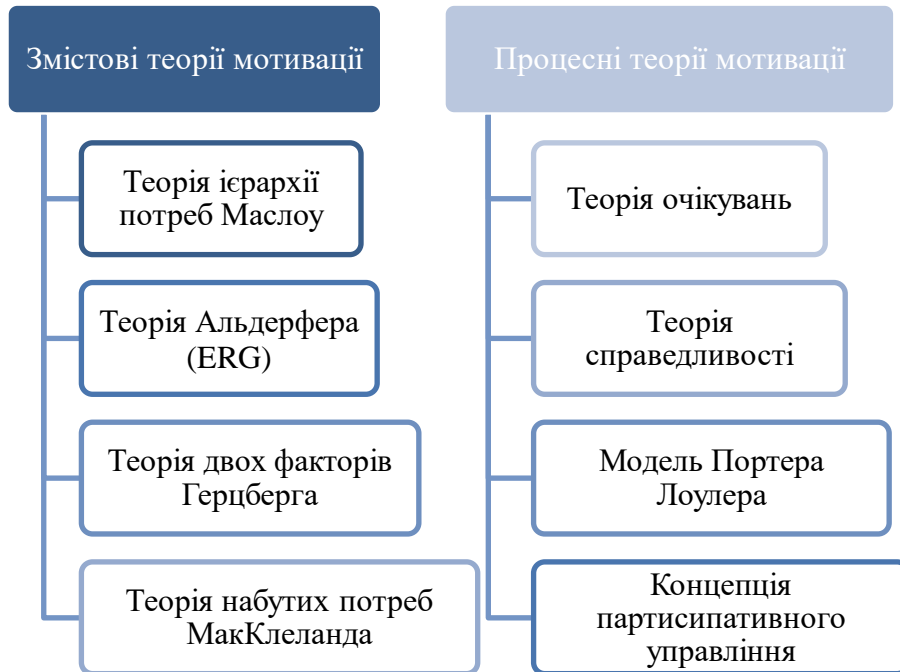 Змістові теорії мотивації
Теорія ієрархії
потреб Маслоу
Теорія Альдерфера
(ERG)
Теорія двох факторів
Герцберга
Теорія набутих потреб
МакКлеланда
Процесні теорії мотивації
Теорія очікувань
Теорія
справедливості
Модель Портера
Лоулера
Концепція
партисипативного
управління